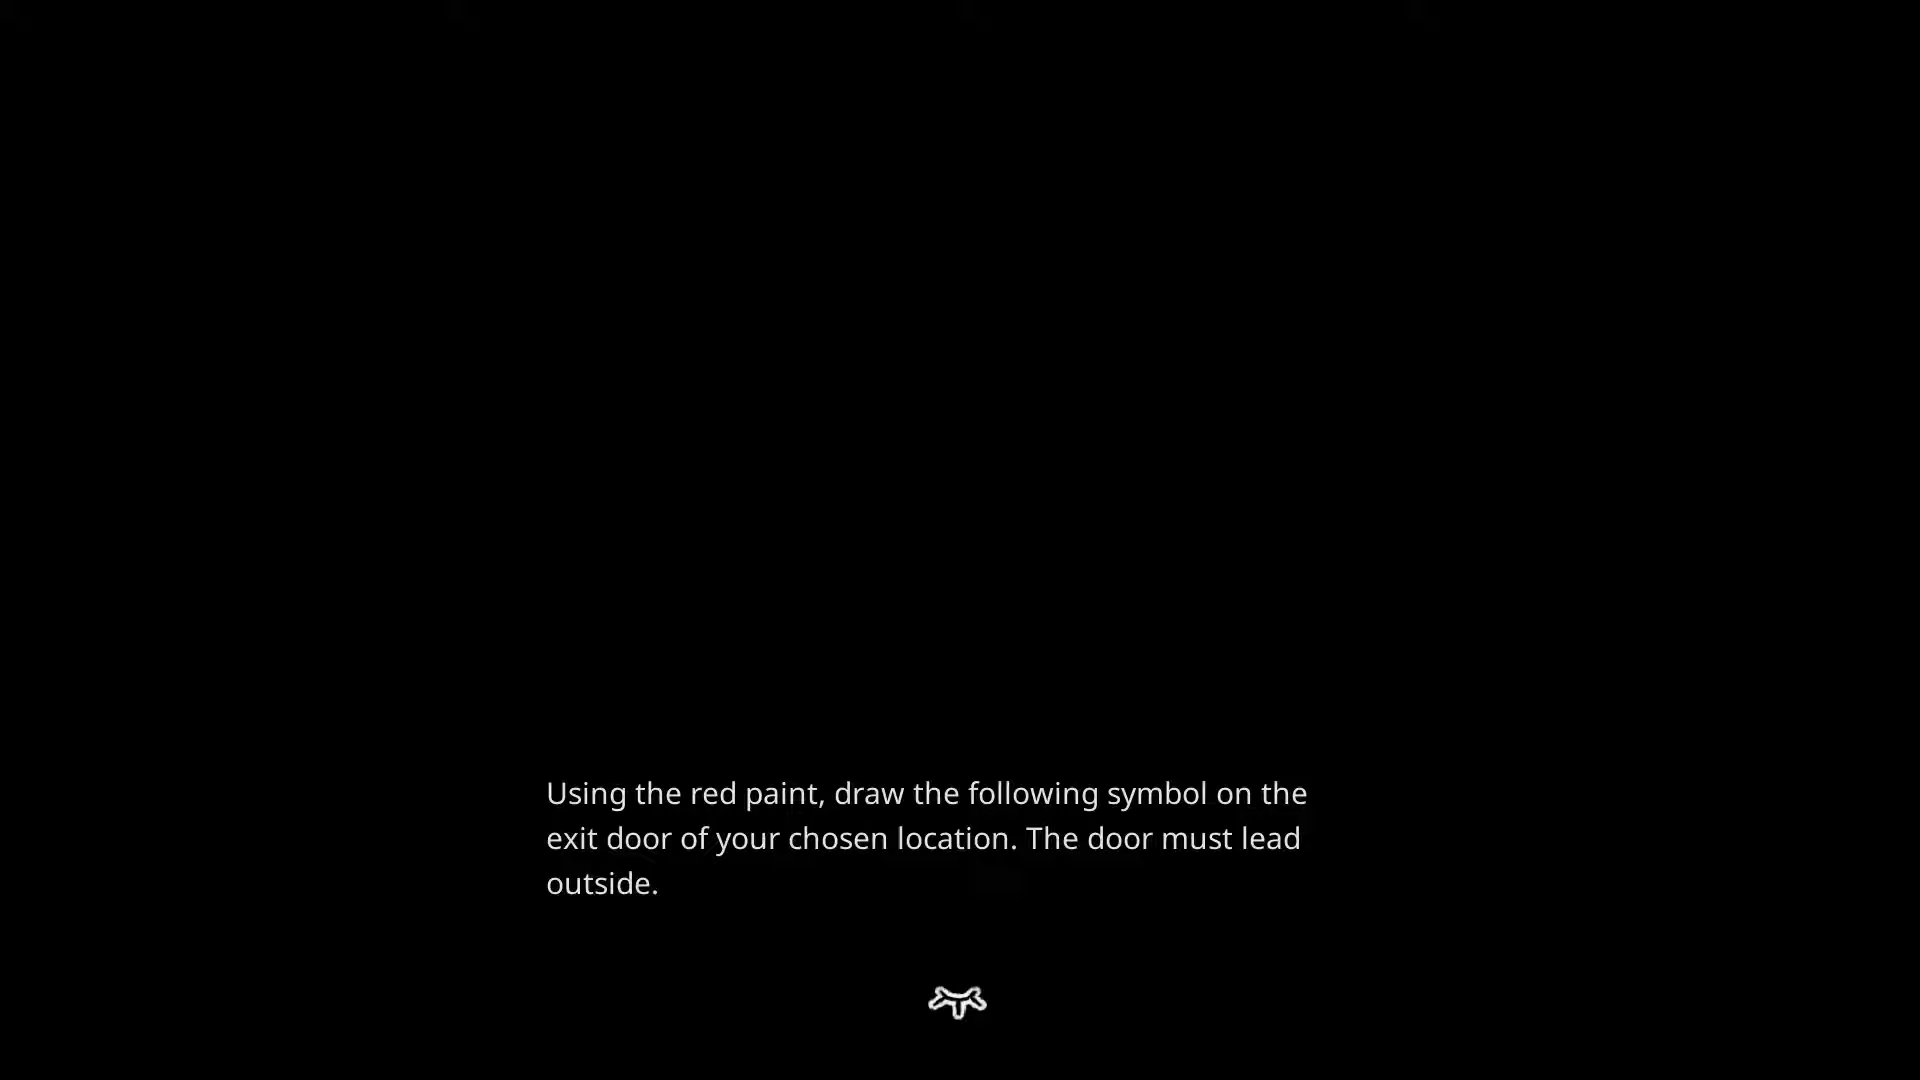 Using the red paint, draw the following symbol on the
exit door of your chosen location. The door must lead
outside.